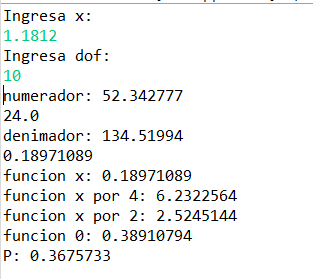 Ingresa x:
1.1812
Ingresa dof:
10
numerador: 52.342777
24.0
denimador: 134.51994
0.18971089
funcion x: 0.18971089
funcion x por 4: 6.2322564
funcion x por 2: 2.5245144
funcion 0: 0.38910794
P: 0.3675733